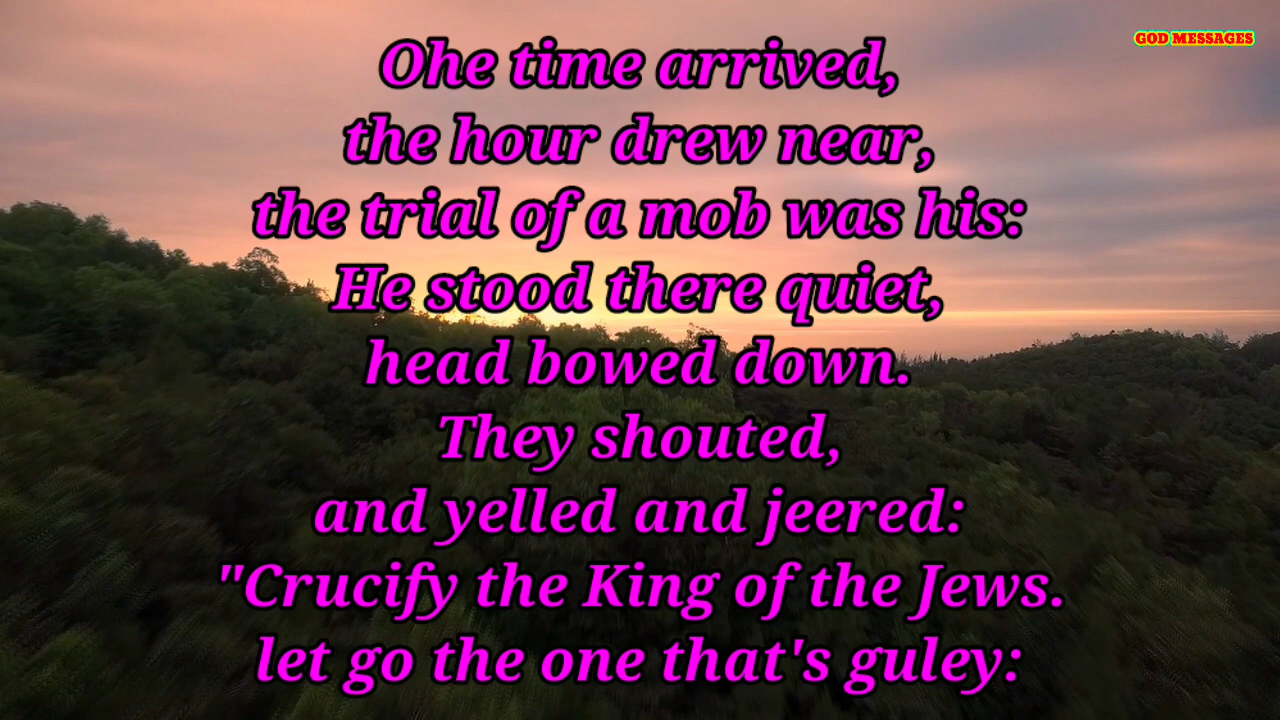 GOD MESSAGES
Ohe time arrived,
the hour drew near,
the trial of a mob was his:
He stood there quiet,
head bowed down.
They shouted,
and yelled and jeered:
"Crucify the King of the Jews.
let go the one that's guley: